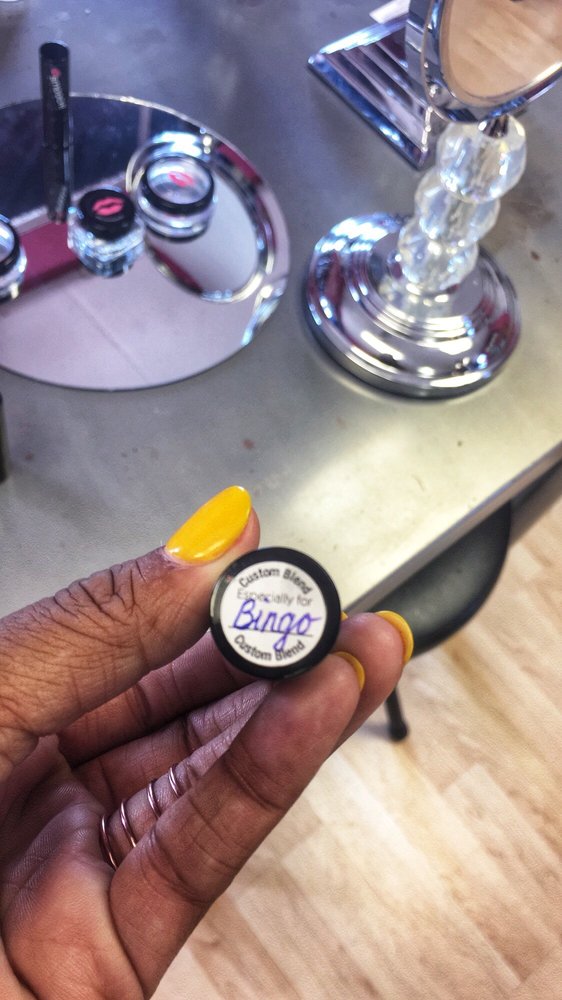 Custom Blend
Especially for
Bingo
Custom Blend